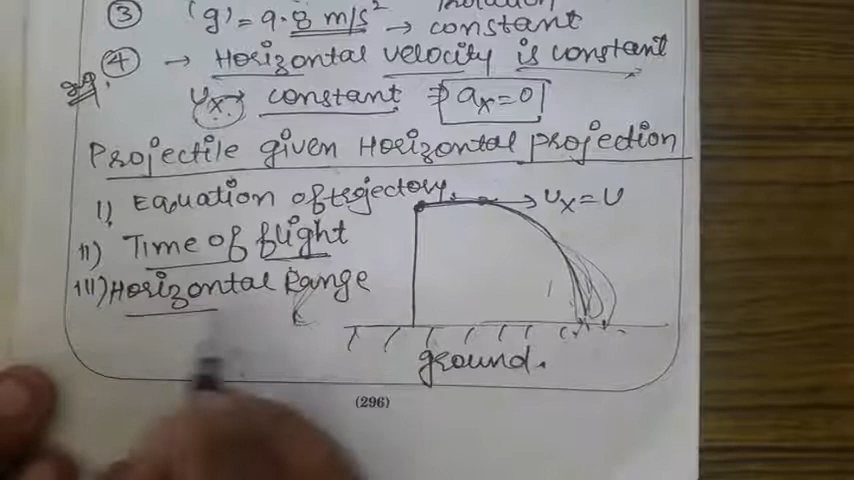 ③ 'g' = 9.8 m/s² → constant
④ → Horizontal velocity is constant
uₓ → constant ⇒ aₓ=0
Projectile given Horizontal projection
I) Equation of trajectory.
uₓ = u
II) Time of flight
III) Horizontal Range
ground.
(296)